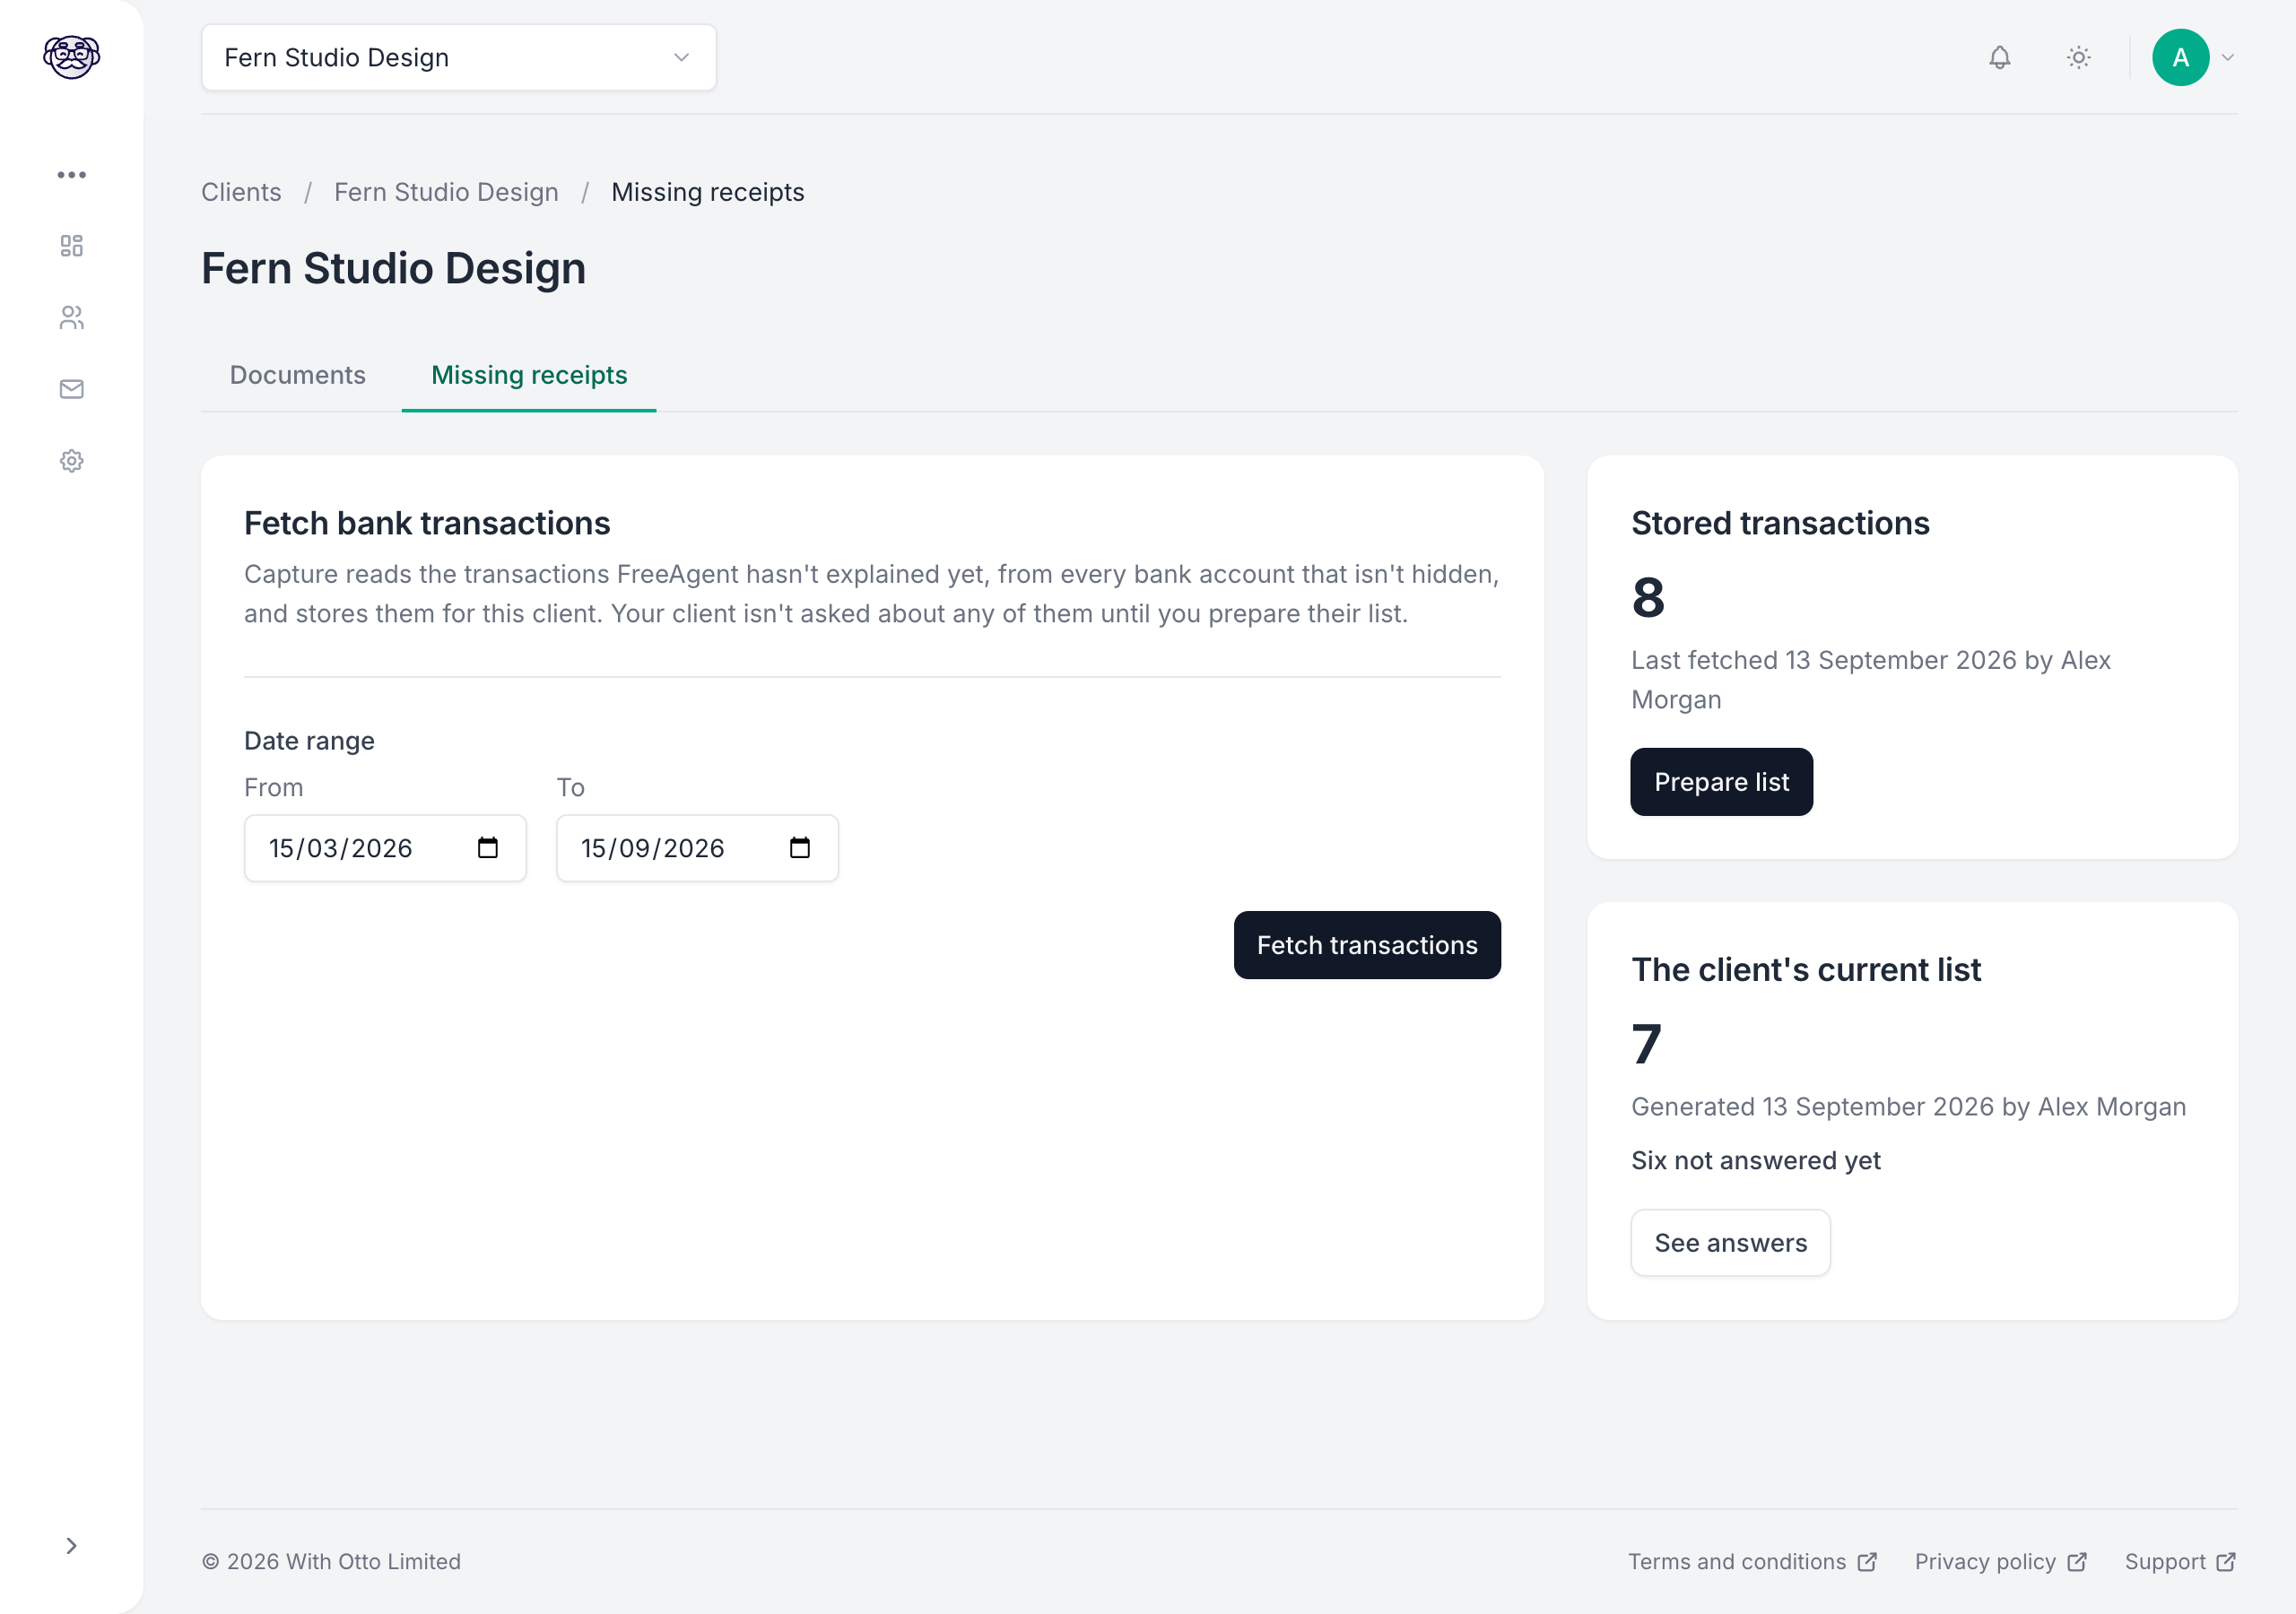 Fern Studio Design
A
Clients / Fern Studio Design / Missing receipts
Fern Studio Design
Documents
Missing receipts
Fetch bank transactions
Capture reads the transactions FreeAgent hasn't explained yet, from every bank account that isn't hidden,
and stores them for this client. Your client isn't asked about any of them until you prepare their list.
Date range
From
To
15/03/2026
15/09/2026
Fetch transactions
Stored transactions
8
Last fetched 13 September 2026 by Alex
Morgan
Prepare list
The client's current list
7
Generated 13 September 2026 by Alex Morgan
Six not answered yet
See answers
© 2026 With Otto Limited
Terms and conditions
Privacy policy
Support